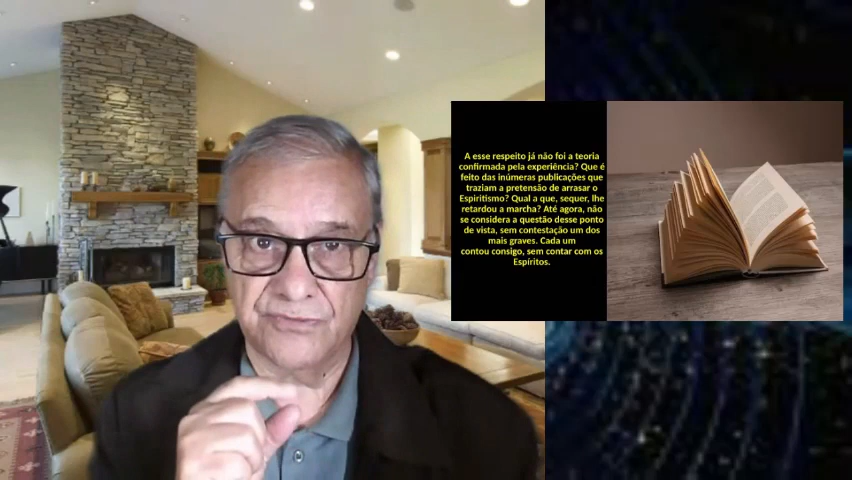 A esse respeito já não foi a teoria
confirmada pela experiência? Que é
feito das inúmeras publicações que
traziam a pretensão de arrasar o
Espiritismo? Qual a que, sequer, lhe
retardou a marcha? Até agora, não
se considera a questão desse ponto
de vista, sem contestação um dos
mais graves. Cada um
contou consigo, sem contar com os
Espíritos.